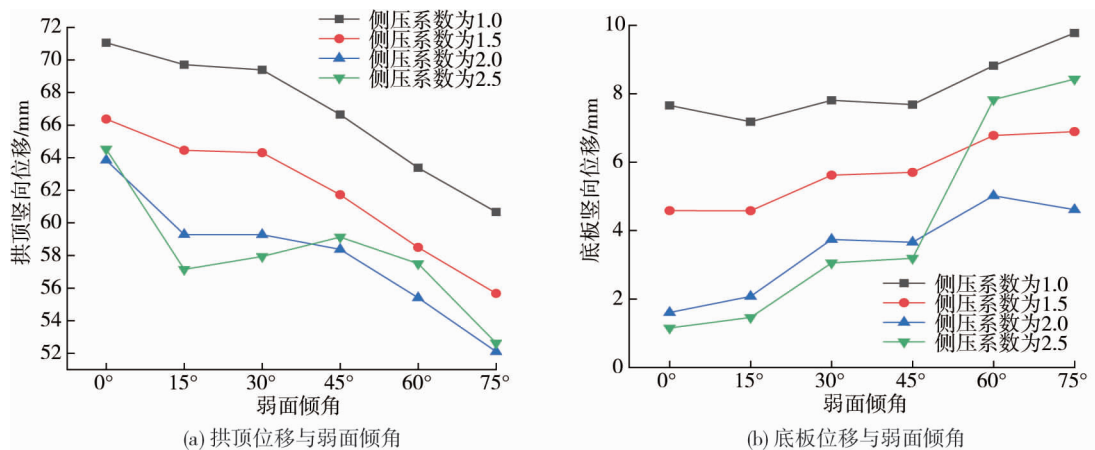 72
70
68
66
64
62
60
58
56
54
52
拱顶竖向位移/mm
侧压系数为1.0
侧压系数为1.5
侧压系数为2.0
侧压系数为2.5
0° 15° 30° 45° 60° 75°
弱面倾角
(a) 拱顶位移与弱面倾角
10
8
6
4
2
0
底板竖向位移/mm
侧压系数为1.0
侧压系数为1.5
侧压系数为2.0
侧压系数为2.5
0° 15° 30° 45° 60° 75°
弱面倾角
(b) 底板位移与弱面倾角